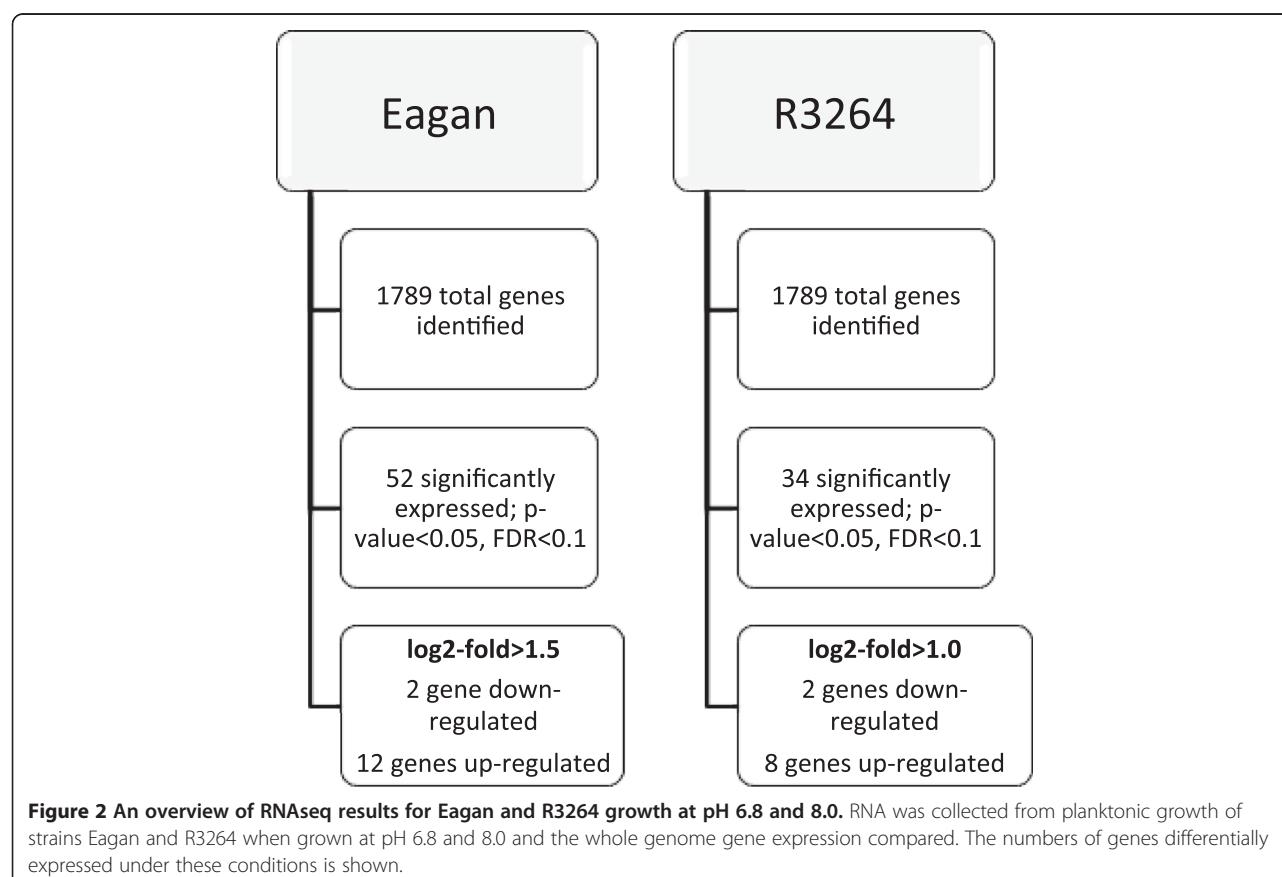 Eagan
1789 total genes
identified
52 significantly
expressed; p-
value<0.05, FDR<0.1
log2-fold>1.5
2 gene down-
regulated
12 genes up-regulated
R3264
1789 total genes
identified
34 significantly
expressed; p-
value<0.05, FDR<0.1
log2-fold>1.0
2 genes down-
regulated
8 genes up-regulated
Figure 2 An overview of RNAseq results for Eagan and R3264 growth at pH 6.8 and 8.0. RNA was collected from planktonic growth of
strains Eagan and R3264 when grown at pH 6.8 and 8.0 and the whole genome gene expression compared. The numbers of genes differentially
expressed under these conditions is shown.